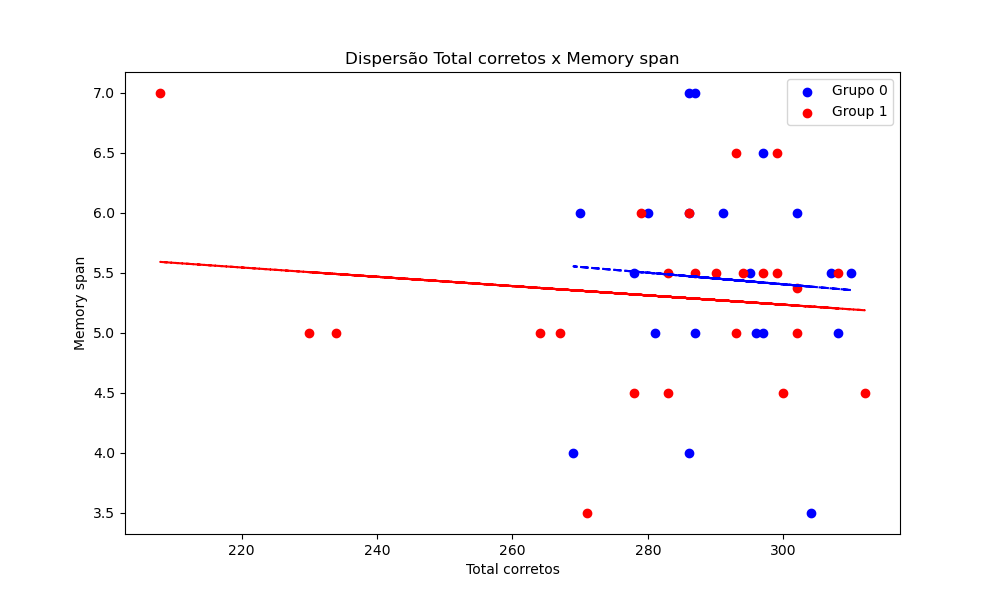 Dispersão Total corretos x Memory span
Grupo 0
Group 1
7.0
6.5
6.0
5.5
5.0
4.5
4.0
3.5
Memory span
220
240
260
280
300
Total corretos